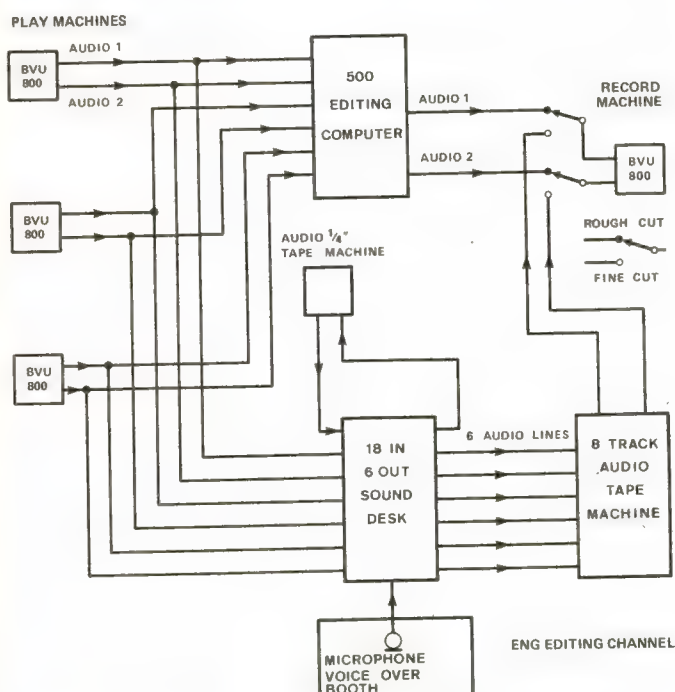 PLAY MACHINES
AUDIO 1
BVU
800
AUDIO 2
500
EDITING
COMPUTER
AUDIO 1
AUDIO 2
RECORD
MACHINE
BVU
800
ROUGH CUT
FINE CUT
BVU
800
AUDIO 1/4"
TAPE MACHINE
BVU
800
18 IN
6 OUT
SOUND
DESK
6 AUDIO LINES
8 TRACK
AUDIO
TAPE
MACHINE
MICROPHONE
VOICE OVER
BOOTH
ENG EDITING CHANNEL